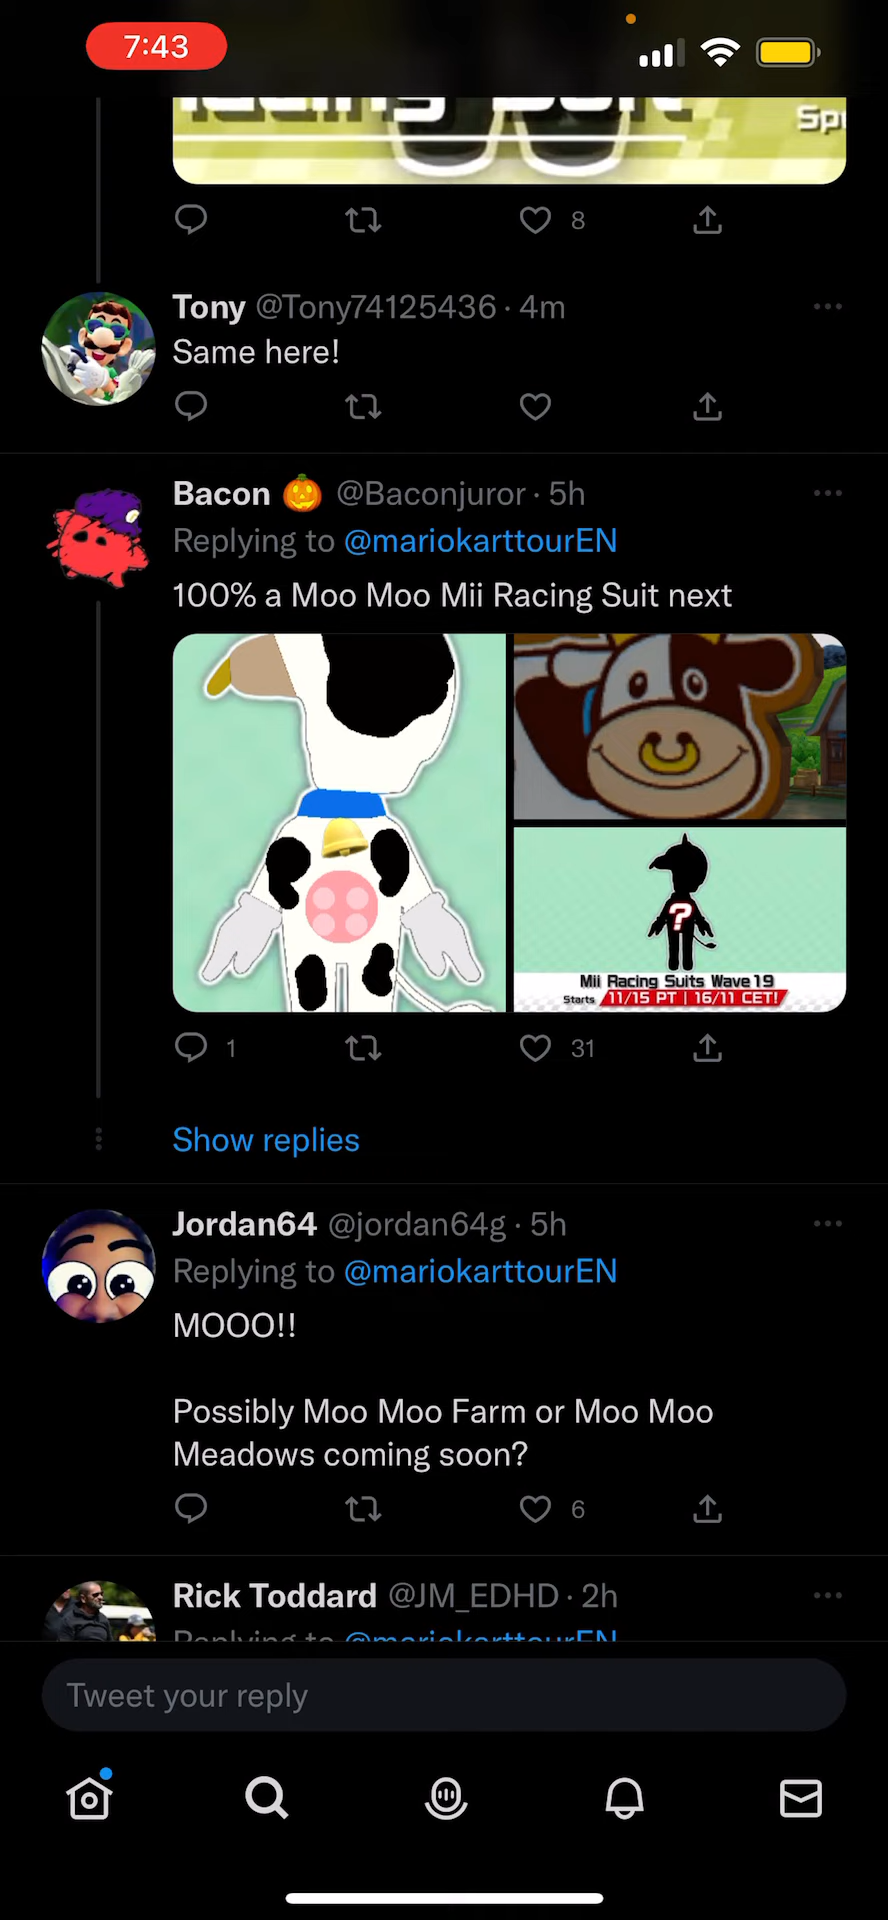 7:43
Tony @Tony74125436 · 4m
Same here!
8
Bacon 🎃 @Baconjuror · 5h
Replying to @mariokarttourEN
100% a Moo Moo Mii Racing Suit next
?
Mii Racing Suits Wave 19
Starts 11/15 PT | 16/11 CET!
1
31
Show replies
Jordan64 @jordan64g · 5h
Replying to @mariokarttourEN
MOOO!!
Possibly Moo Moo Farm or Moo Moo
Meadows coming soon?
6
Rick Toddard @JM_EDHD · 2h
Replying to @mariokarttourEN
Tweet your reply